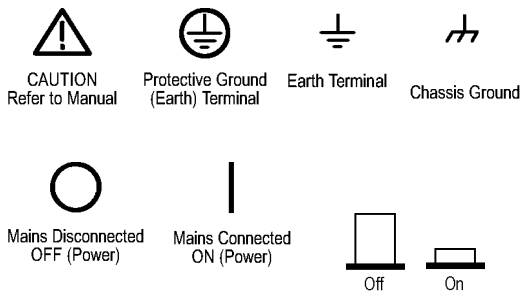 CAUTION
Refer to Manual
Protective Ground
(Earth) Terminal
Earth Terminal
Chassis Ground
Mains Disconnected
OFF (Power)
Mains Connected
ON (Power)
Off
On